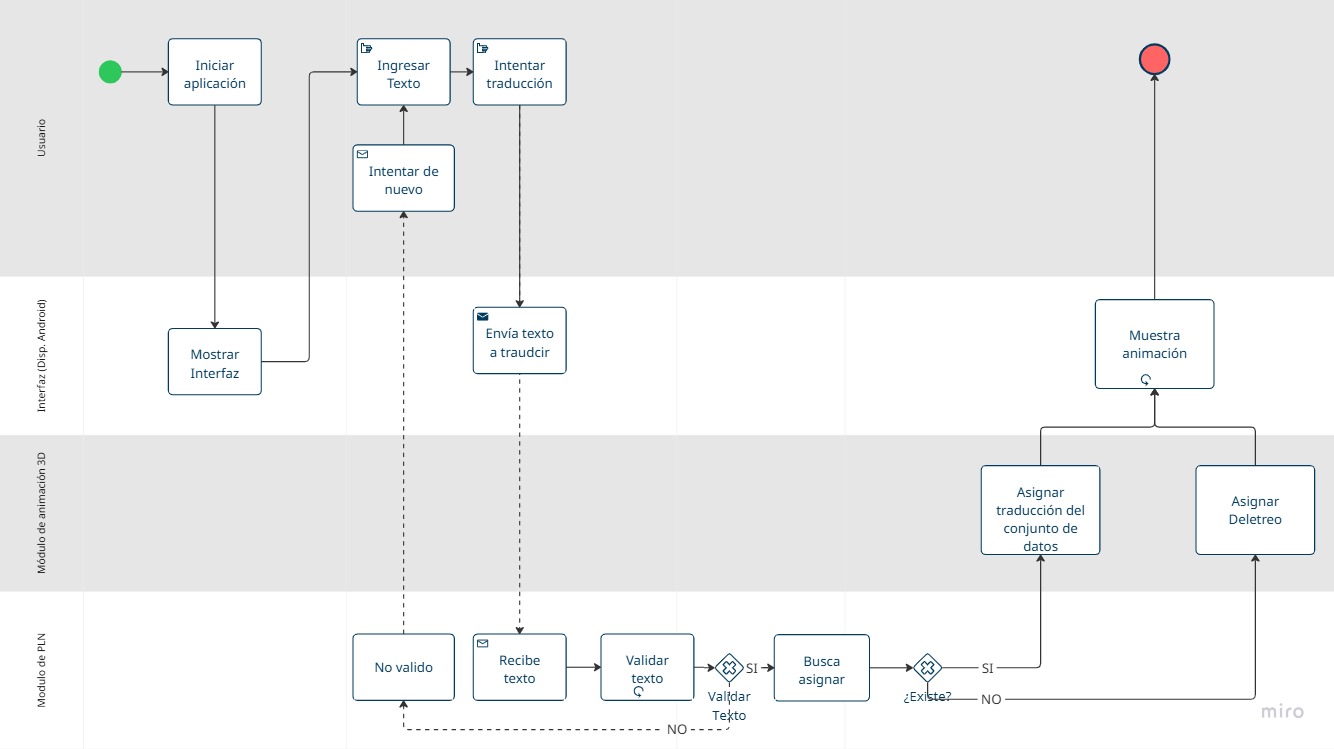 Usuario
Iniciar
aplicación
Ingresar
Texto
Intentar
traducción
Intentar de
nuevo
Interfaz (Disp. Android)
Mostrar
Interfaz
Envía texto
a traudcir
Muestra
animación
Módulo de animación 3D
Asignar
traducción del
conjunto de
datos
Asignar
Deletreo
Modulo de PLN
No valido
Recibe
texto
Validar
texto
Validar
Texto
SI
NO
Busca
asignar
¿Existe?
SI
NO
miro